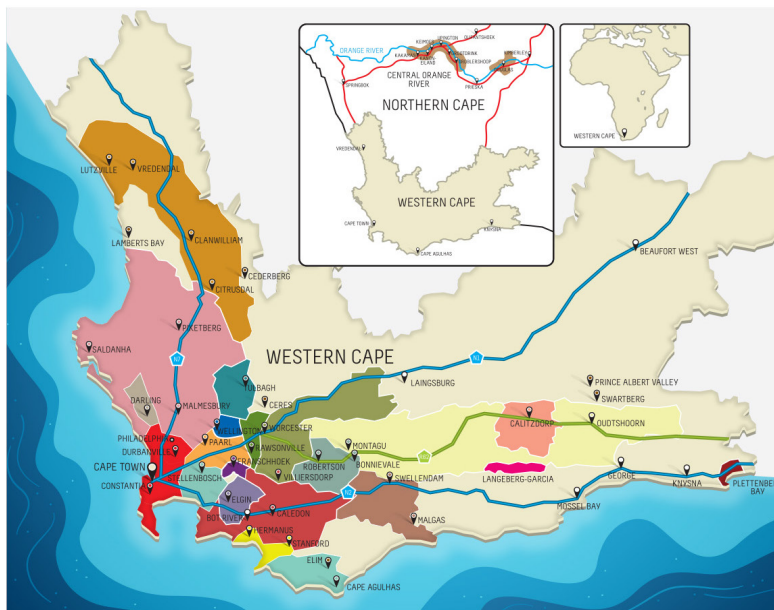 ORANGE RIVER
UPINGTON
KEIMOES
KAKAMAS
SPRINGBOK
PRIESKA
CENTRAL ORANGE
RIVER
NORTHERN CAPE
VREDENDAL
WESTERN CAPE
CAPE TOWN
KNYSNA
CAPE AGULHAS
WESTERN CAPE
LUTZVILLE
VREDENDAL
LAMBERTS BAY
CLANWILLIAM
CEDERBERG
CITRUSDAL
BEAUFORT WEST
PIKETBERG
SALDANHA
N7
WESTERN CAPE
N1
TULBAGH
LAINGSBURG
PRINCE ALBERT VALLEY
SWARTBERG
DARLING
CERES
MALMESBURY
CALITZDORP
OUDTSHOORN
WELLINGTON
WORCESTER
PHILADELPHIA
PAARL
DURBANVILLE
RAWSONVILLE
MONTAGU
R62
CAPE TOWN
FRANSCHHOEK
ROBERTSON
BONNIEVALE
STELLENBOSCH
VILLIERSDORP
LANGEBERG-GARCIA
GEORGE
KNYSNA
PLETTENBERG
BAY
CONSTANTIA
SWELLENDAM
ELGIN
N2
MOSSEL BAY
BOTRIVER
CALEDON
MALGAS
HERMANUS
STANFORD
ELIM
CAPE AGULHAS